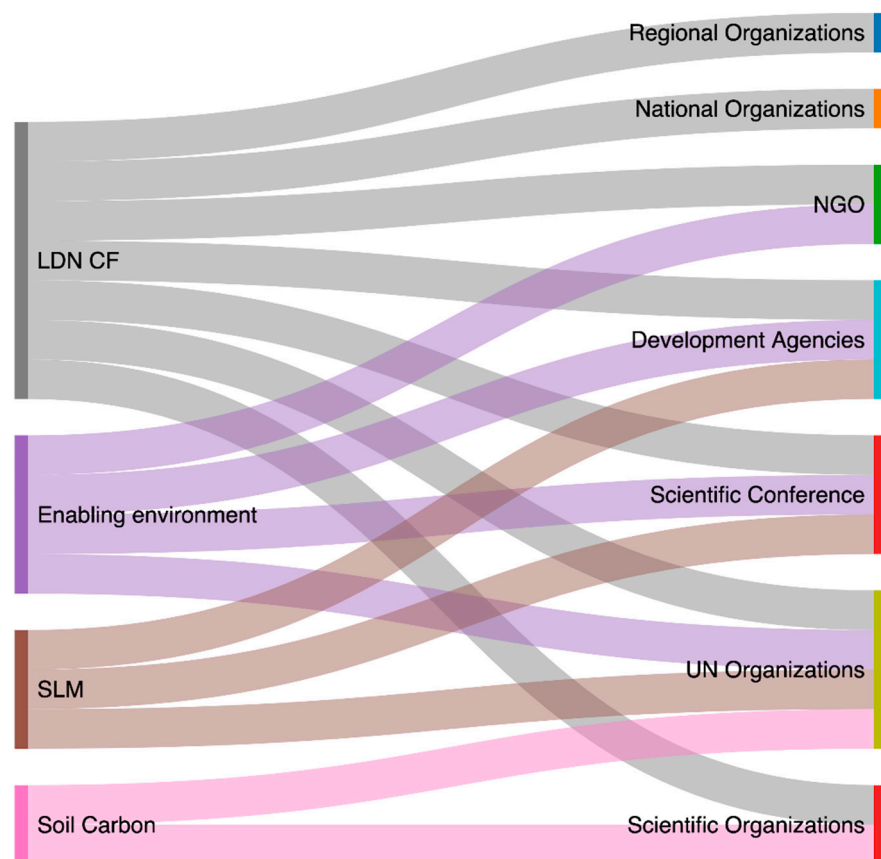 Regional Organizations
National Organizations
NGO
LDN CF
Development Agencies
Scientific Conference
Enabling environment
UN Organizations
SLM
Soil Carbon
Scientific Organizations